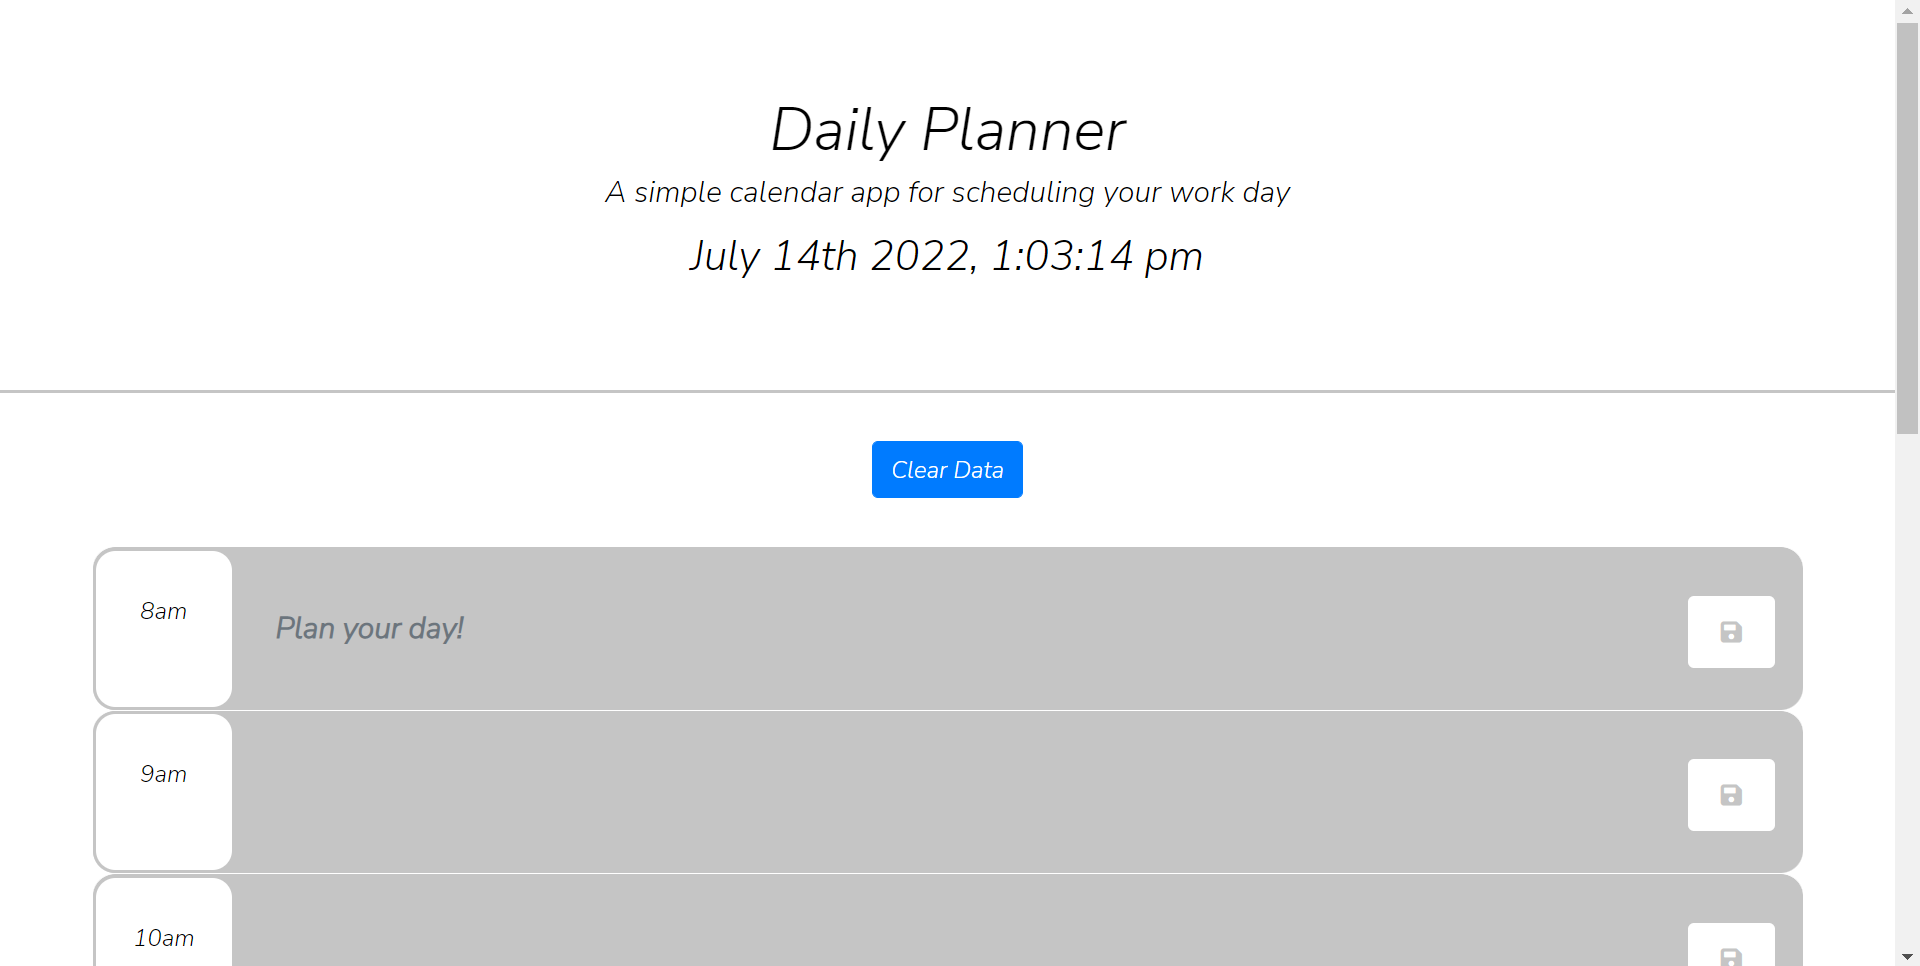 Daily Planner
A simple calendar app for scheduling your work day
July 14th 2022, 1:03:14 pm
Clear Data
8am
Plan your day!
9am
10am